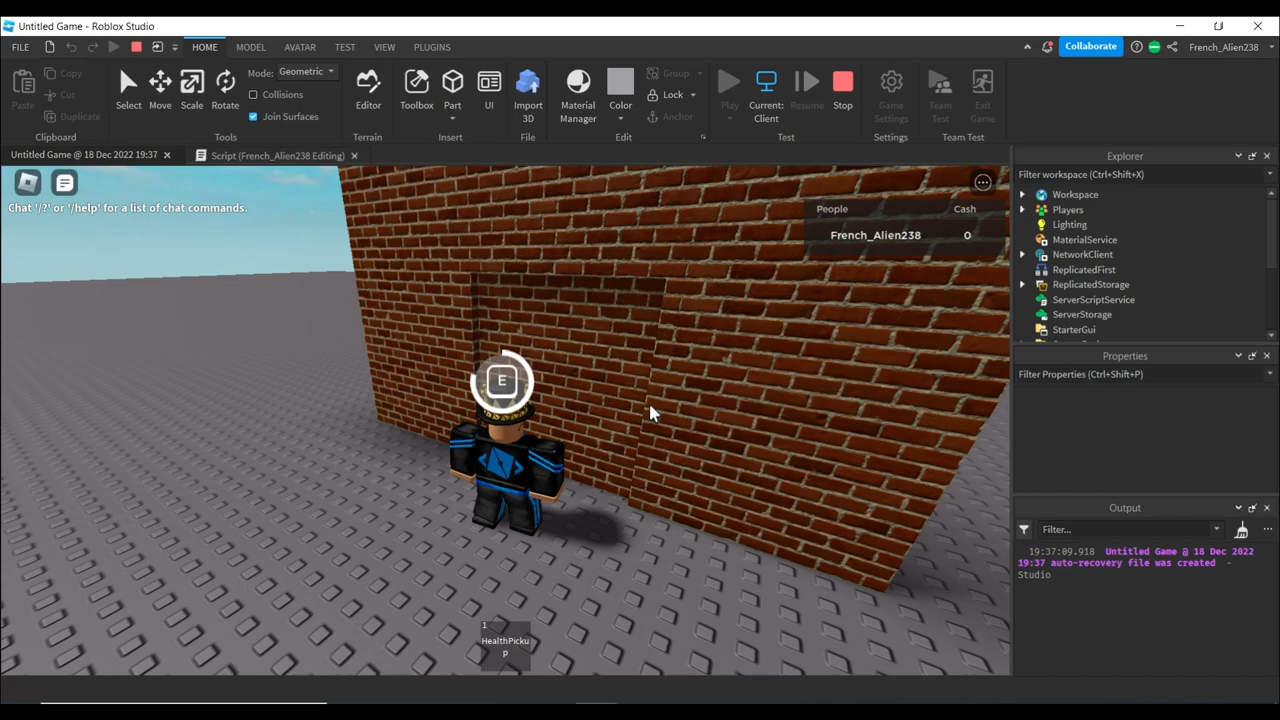 Untitled Game - Roblox Studio
FILE HOME MODEL AVATAR TEST VIEW PLUGINS Collaborate French_Alien238
Paste Copy Cut Duplicate
Select Move Scale Rotate
Mode: Geometric
Collisions
Join Surfaces
Editor Toolbox Part UI Import 3D
Material Manager Color Group Lock Anchor
Play Current: Client Resume Stop
Game Settings Team Test Exit Game
Clipboard Tools Terrain Insert File Edit Test Settings Team Test
Untitled Game @ 18 Dec 2022 19:37 Script (French_Alien238 Editing)
Chat '/?' or '/help' for a list of chat commands.
People Cash
French_Alien238 0
E
1
HealthPicku
p
Explorer
Filter workspace (Ctrl+Shift+X)
Workspace
Players
Lighting
MaterialService
NetworkClient
ReplicatedFirst
ReplicatedStorage
ServerScriptService
ServerStorage
StarterGui
Properties
Filter Properties (Ctrl+Shift+P)
Output
Filter...
19:37:09.918 Untitled Game @ 18 Dec 2022
19:37 auto-recovery file was created -
Studio